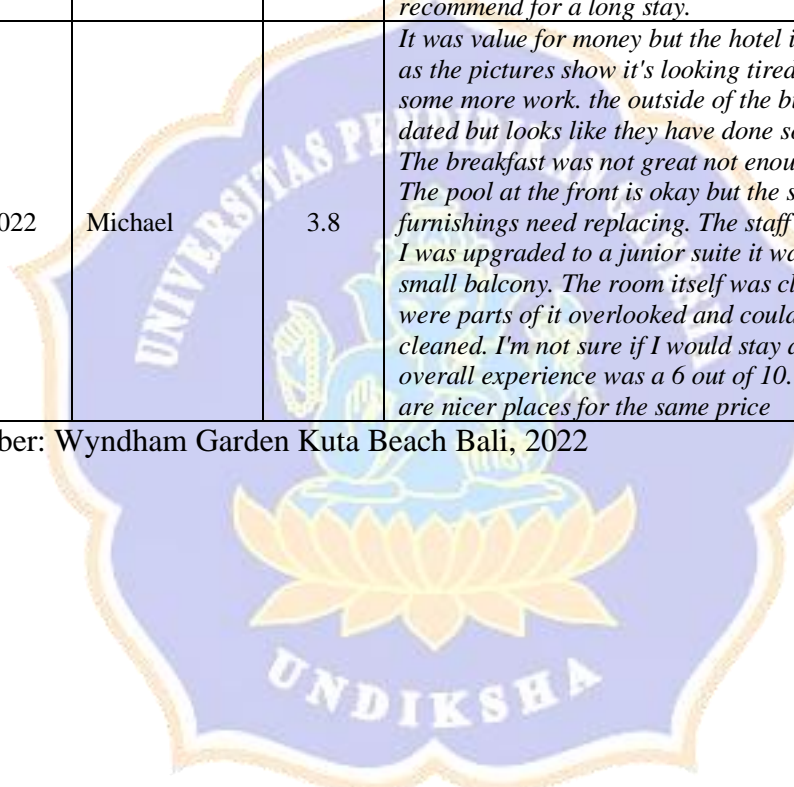 recommend for a long stay.
It was value for money but the hotel
as the pictures show it's looking tired
some more work. the outside of the
dated but looks like they have done
The breakfast was not great not
The pool at the front is okay but the
022 Michael 3.8 furnishings need replacing. The staff
I was upgraded to a junior suite it
small balcony. The room itself was
were parts of it overlooked and could
cleaned. I'm not sure if I would stay
overall experience was a 6 out of 10.
are nicer places for the same price
ber: Wyndham Garden Kuta Beach Bali, 2022
UNIVERSITAS PENDIDIKAN GANESHA
UNDIKSHA